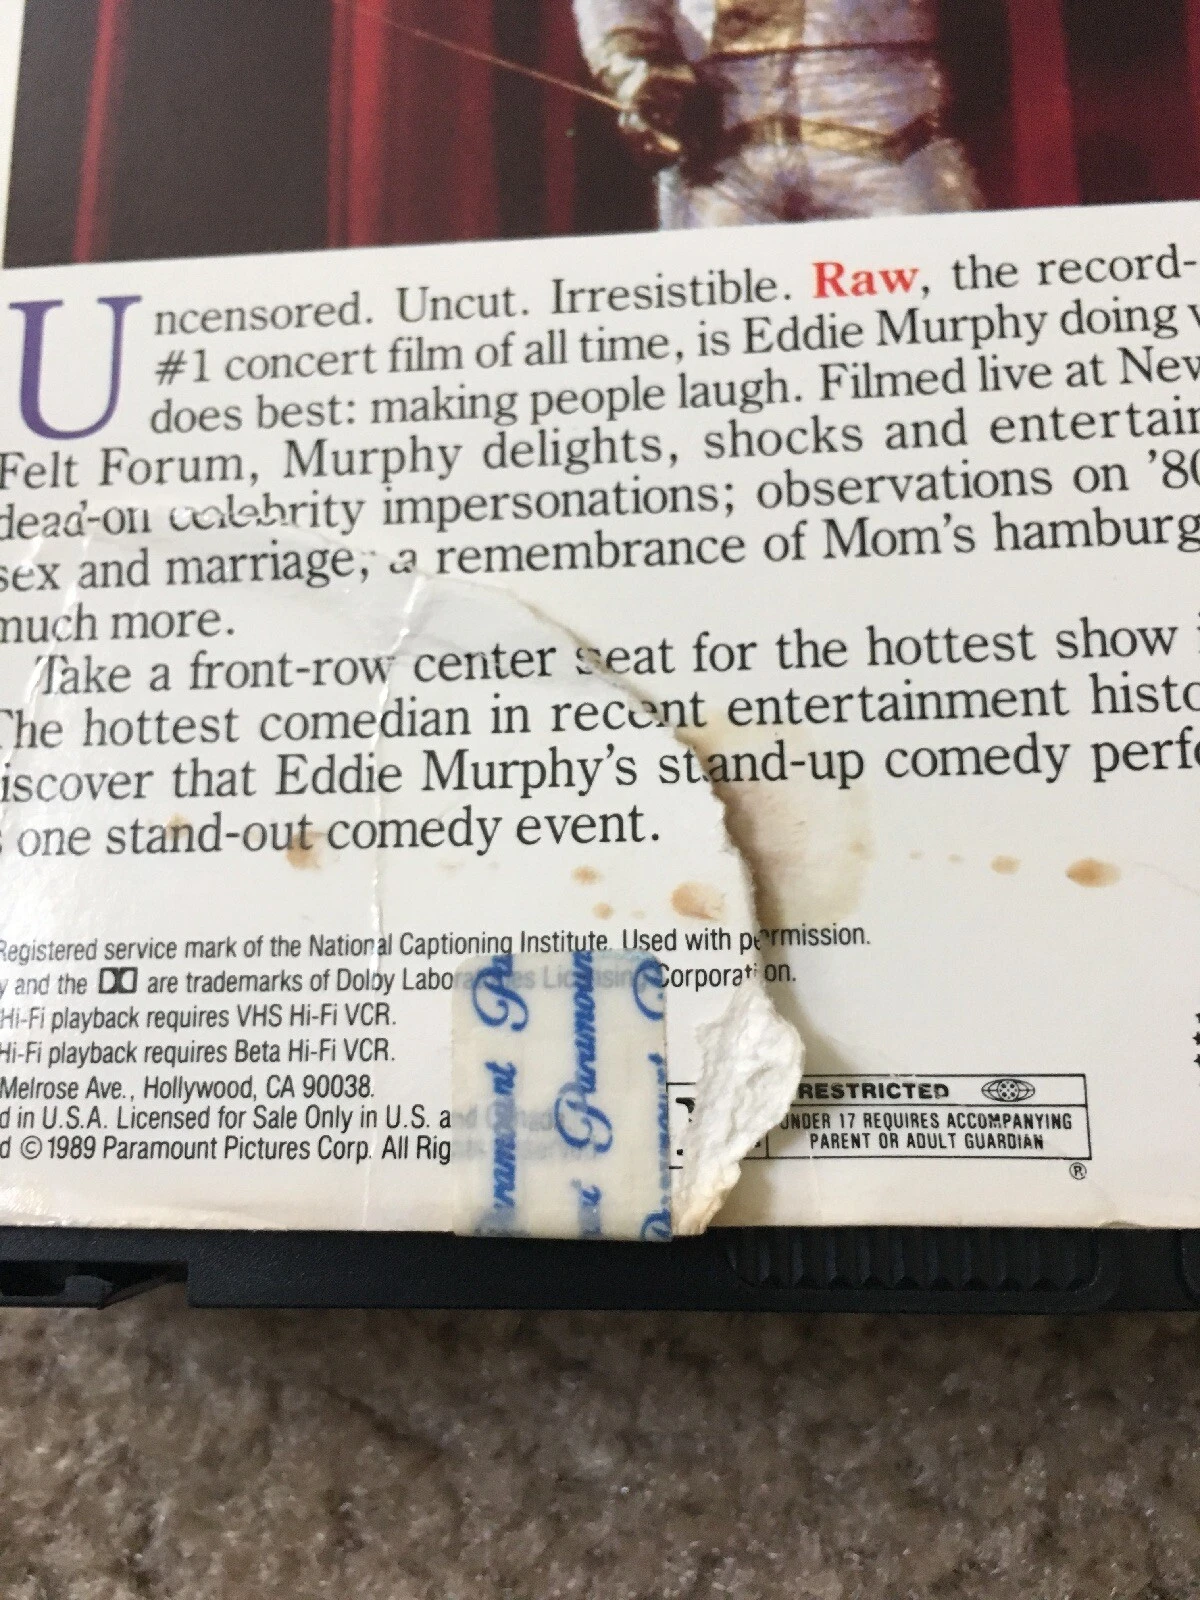 Uncensored. Uncut. Irresistible. Raw, the record-
#1 concert film of all time, is Eddie Murphy doing
does best: making people laugh. Filmed live at New
Felt Forum, Murphy delights, shocks and entertain
dead-on celebrity impersonations; observations on '80
sex and marriage; a remembrance of Mom's hamburg
much more.
Take a front-row center seat for the hottest show
The hottest comedian in recent entertainment histo
iscover that Eddie Murphy's stand-up comedy perfo
one stand-out comedy event.
Registered service mark of the National Captioning Institute. Used with permission.
y and the DD are trademarks of Dolby Laboratories Licensing Corporation.
Hi-Fi playback requires VHS Hi-Fi VCR.
Hi-Fi playback requires Beta Hi-Fi VCR.
Melrose Ave., Hollywood, CA 90038.
d in U.S.A. Licensed for Sale Only in U.S. and Canada
d ©1989 Paramount Pictures Corp. All Rig
Paramount
Paramount
RESTRICTED
UNDER 17 REQUIRES ACCOMPANYING
PARENT OR ADULT GUARDIAN
®